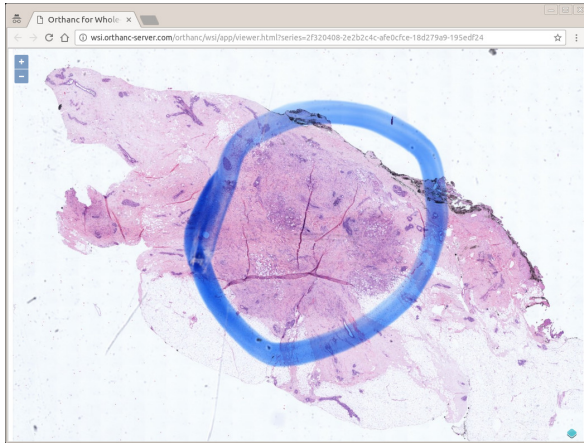 Orthanc for Whole
wsi.orthanc-server.com/orthanc/wsi/app/viewer.html?series=2f320408-2e2b2c4c-afe0cfce-18d279a9-195edf24
+
−